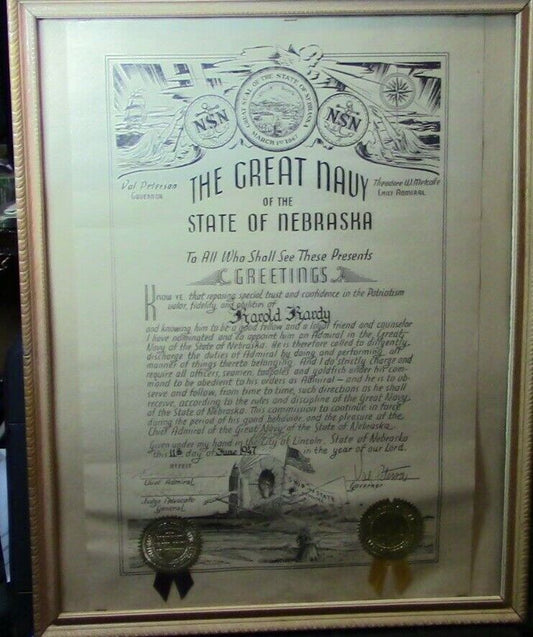 GREAT SEAL OF THE STATE OF NEBRASKA
MARCH 1ST 1867
NSN
NSN
Val Peterson
GOVERNOR
Theodore W. Metcalfe
CHIEF ADMIRAL
THE GREAT NAVY
OF THE
STATE OF NEBRASKA
To All Who Shall See These Presents
GREETINGS
KNOW YE, that reposing special trust and confidence in the Patriotism
valor, fidelity, and abilities of
Harold Hardy
and knowing him to be a good fellow and a loyal friend and counselor
I have nominated and do appoint him an Admiral in the Great
Navy of the State of Nebraska. He is therefore called to diligently
discharge the duties of Admiral by doing and performing all
manner of things thereto belonging. And I do strictly charge and
require all officers, seamen, tadpoles and goldfish under his com-
mand to be obedient to his orders as Admiral — and he is to ob-
serve and follow, from time to time, such directions as he shall
receive, according to the rules and discipline of the Great Navy
of the State of Nebraska. This commission to continue in force
during the period of his good behavior, and the pleasure of the
Chief Admiral of the Great Navy of the State of Nebraska.
Given under my hand in the City of Lincoln, State of Nebraska
this 11th day of June 1947 in the year of our Lord.
ATTEST
Chief Admiral
Governor
Judge Advocate
General